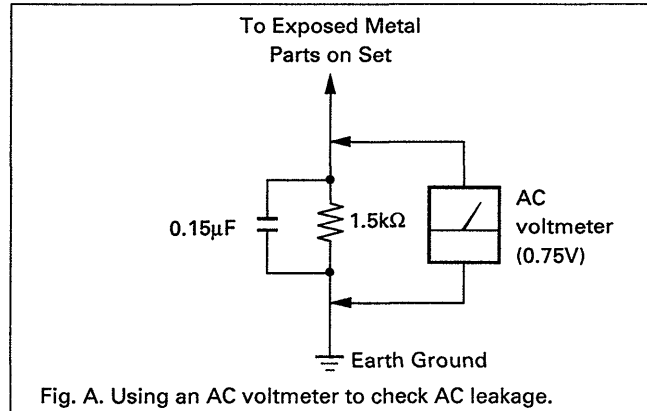 To Exposed Metal
Parts on Set
0.15μF
1.5kΩ
AC
voltmeter
(0.75V)
Earth Ground
Fig. A. Using an AC voltmeter to check AC leakage.